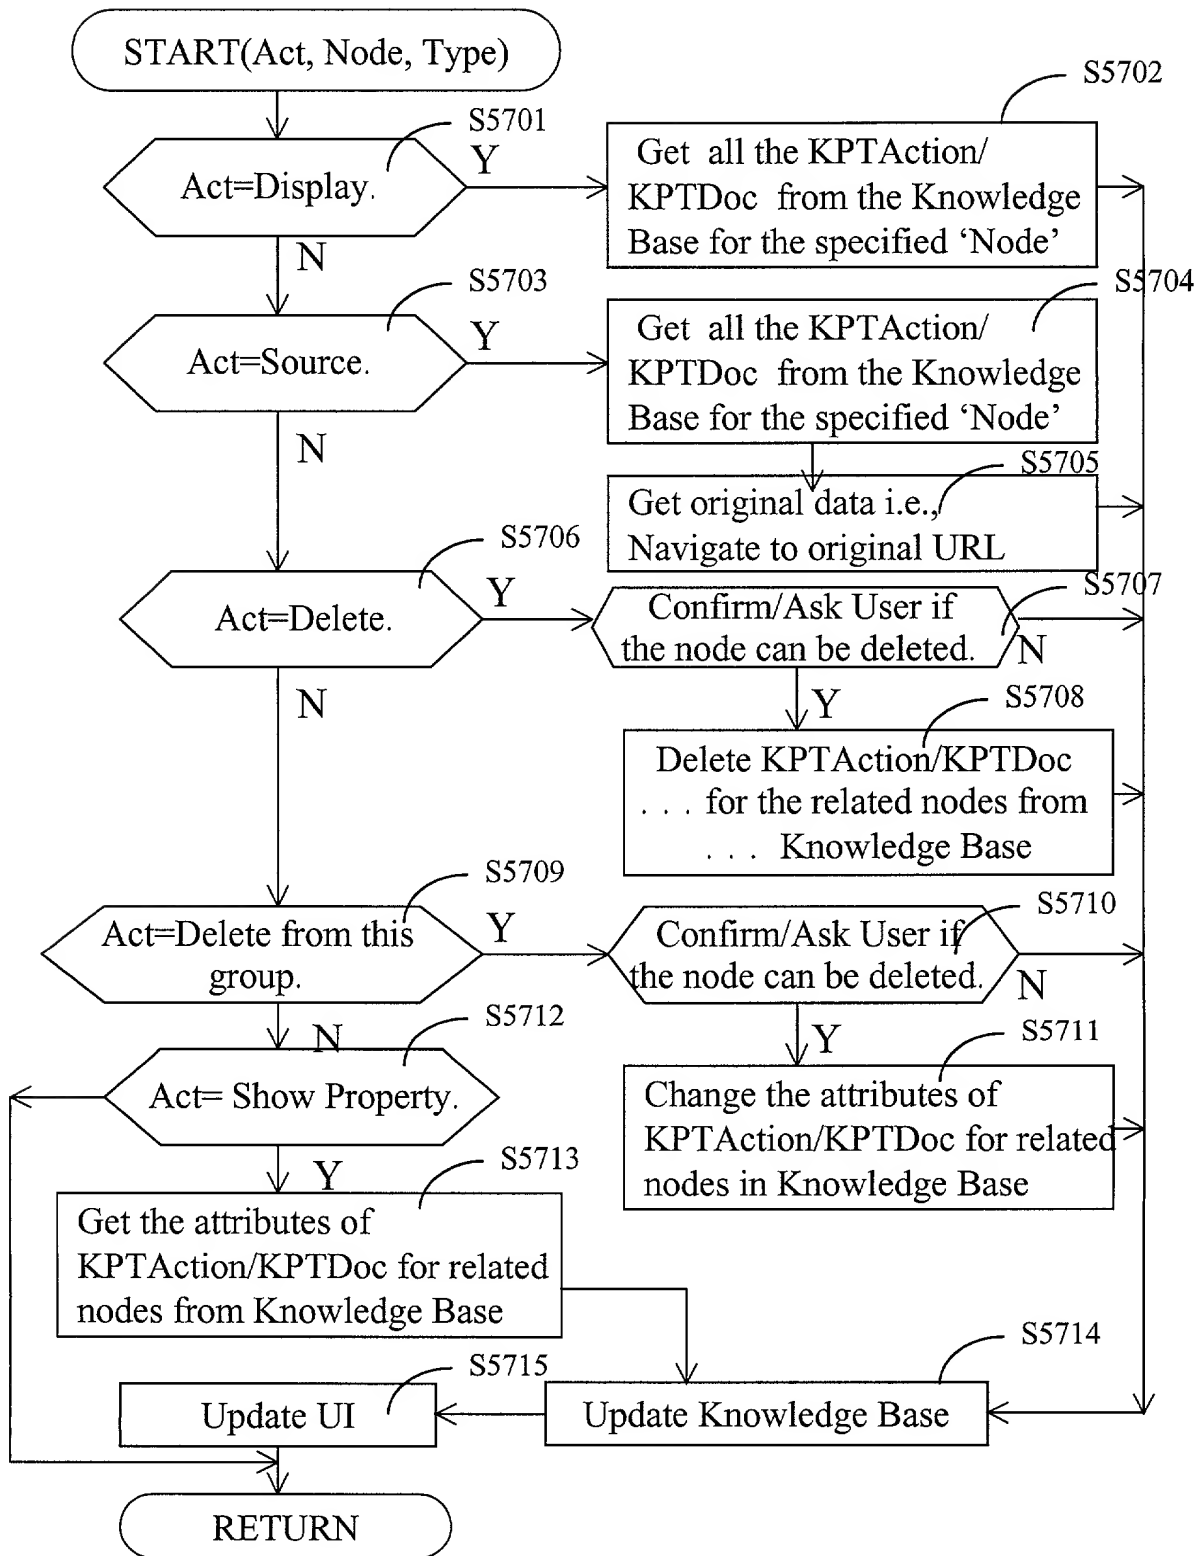 START(Act, Node, Type)
S5701
S5702
Act=Display.
Y
Get all the KPTAction/
KPTDoc from the Knowledge
Base for the specified ‘Node’
N
S5703
S5704
Act=Source.
Y
Get all the KPTAction/
KPTDoc from the Knowledge
Base for the specified ‘Node’
N
S5705
Get original data i.e.,
Navigate to original URL
S5706
Act=Delete.
Y
S5707
Confirm/Ask User if
the node can be deleted.
N
N
Y
S5708
Delete KPTAction/KPTDoc
. . . for the related nodes from
. . . Knowledge Base
S5709
Act=Delete from this
group.
Y
S5710
Confirm/Ask User if
the node can be deleted.
N
N
Y
S5711
Change the attributes of
KPTAction/KPTDoc for related
nodes in Knowledge Base
S5712
Act= Show Property.
Y
S5713
Get the attributes of
KPTAction/KPTDoc for related
nodes from Knowledge Base
S5714
Update Knowledge Base
S5715
Update UI
RETURN